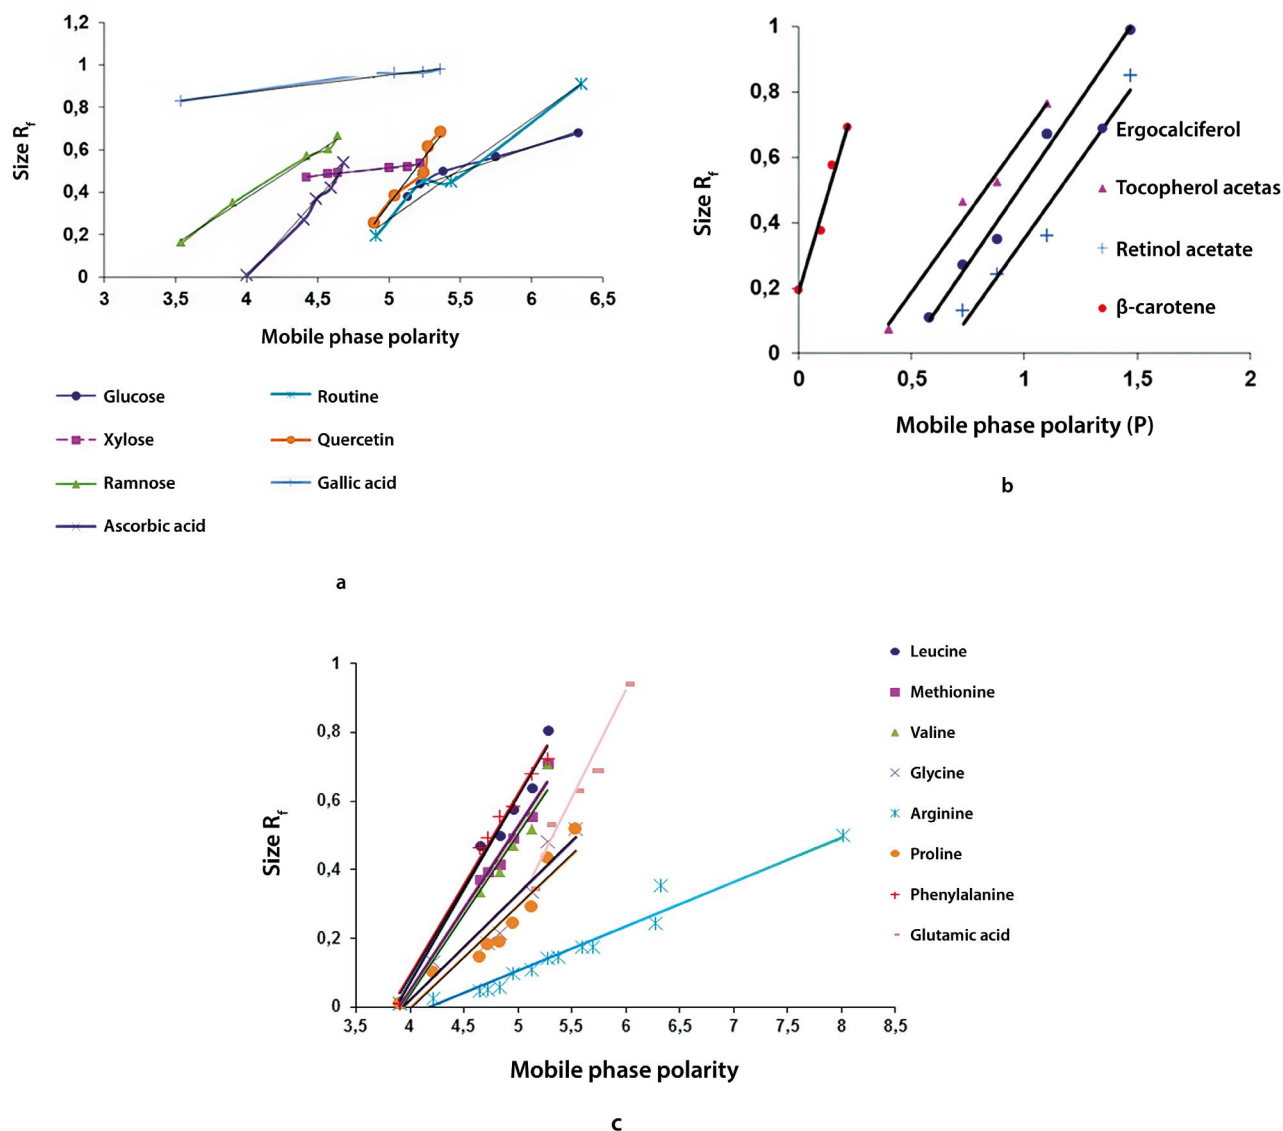 1,2
1
0,8
0,6
0,4
0,2
0
Size Rf
3
3,5
4
4,5
5
5,5
6
6,5
Mobile phase polarity
Glucose
Routine
Xylose
Quercetin
Ramnose
Gallic acid
Ascorbic acid
a
1
0,8
0,6
0,4
0,2
0
Size Rf
0
0,5
1
1,5
2
Mobile phase polarity (P)
Ergocalciferol
Tocopherol acetas
Retinol acetate
β-carotene
b
1
0,8
0,6
0,4
0,2
0
Size Rf
3,5
4
4,5
5
5,5
6
6,5
7
7,5
8
8,5
Mobile phase polarity
Leucine
Methionine
Valine
Glycine
Arginine
Proline
Phenylalanine
Glutamic acid
c